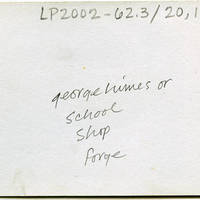 LP2002-62.3/20,1
george himes or
school
shop
forge